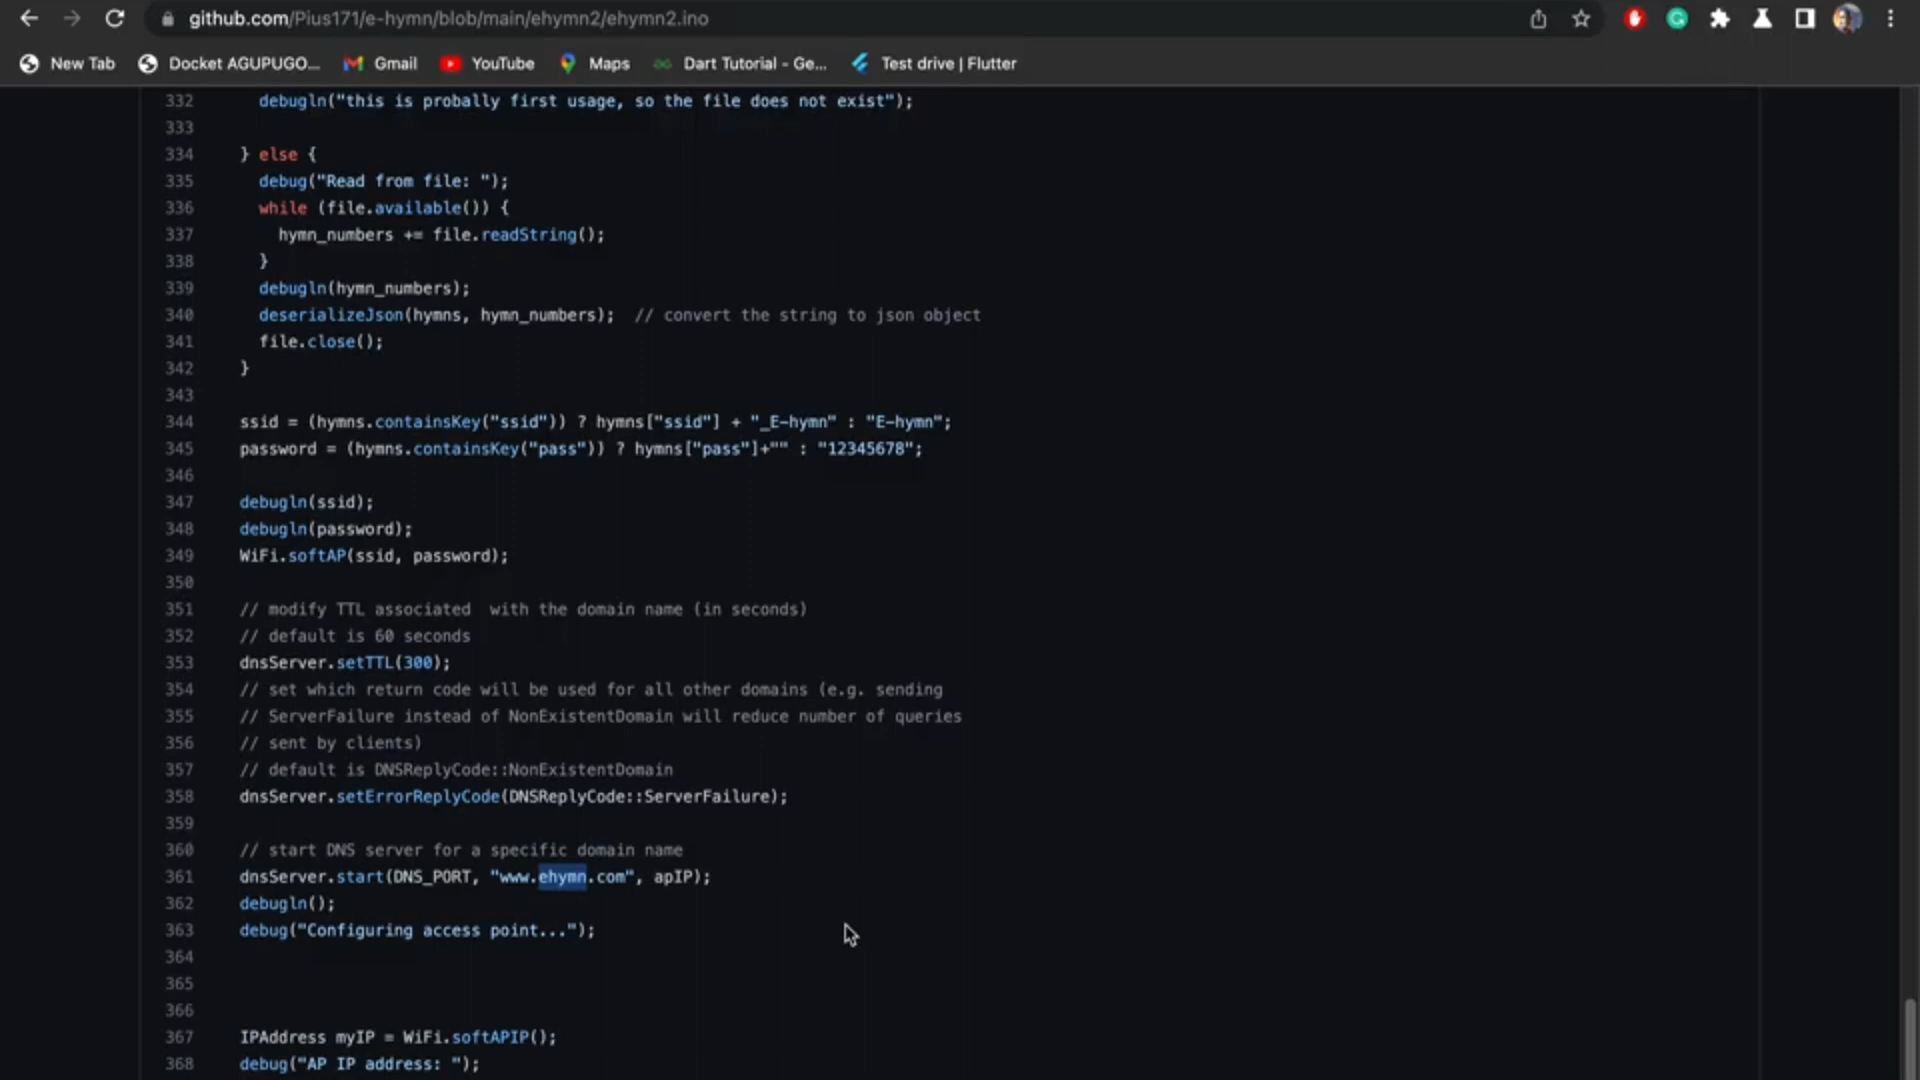 github.com/Pius171/e-hymn/blob/main/ehymn2/ehymn2.ino
New Tab Docket AGUPUGO... Gmail YouTube Maps Dart Tutorial - Ge... Test drive | Flutter
332 debugln("this is probally first usage, so the file does not exist");
333
334 } else {
335 debug("Read from file: ");
336 while (file.available()) {
337 hymn_numbers += file.readString();
338 }
339 debugln(hymn_numbers);
340 deserializeJson(hymns, hymn_numbers); // convert the string to json object
341 file.close();
342 }
343
344 ssid = (hymns.containsKey("ssid")) ? hymns["ssid"] + "_E-hymn" : "E-hymn";
345 password = (hymns.containsKey("pass")) ? hymns["pass"]+"" : "12345678";
346
347 debugln(ssid);
348 debugln(password);
349 WiFi.softAP(ssid, password);
350
351 // modify TTL associated  with the domain name (in seconds)
352 // default is 60 seconds
353 dnsServer.setTTL(300);
354 // set which return code will be used for all other domains (e.g. sending
355 // ServerFailure instead of NonExistentDomain will reduce number of queries
356 // sent by clients)
357 // default is DNSReplyCode::NonExistentDomain
358 dnsServer.setErrorReplyCode(DNSReplyCode::ServerFailure);
359
360 // start DNS server for a specific domain name
361 dnsServer.start(DNS_PORT, "www.ehymn.com", apIP);
362 debugln();
363 debug("Configuring access point...");
364
365
366
367 IPAddress myIP = WiFi.softAPIP();
368 debug("AP IP address: ");